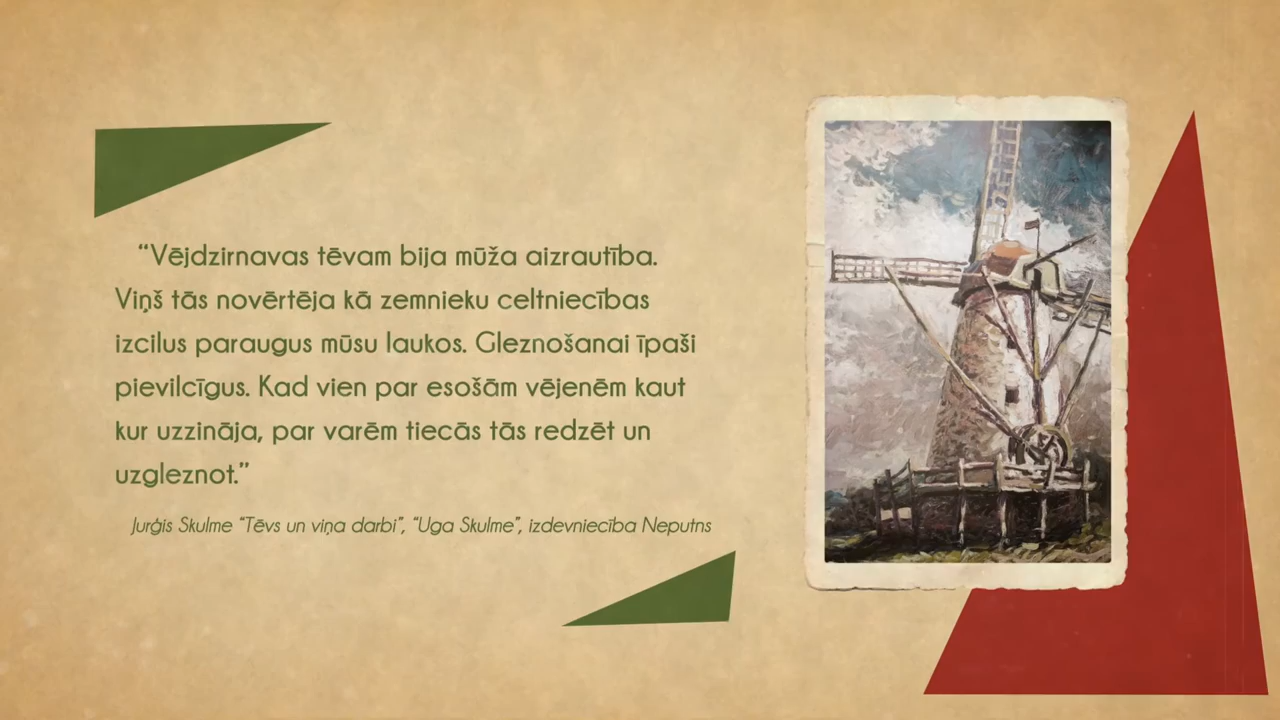 “Vējdzirnavas tēvam bija mūža aizrautība.
Viņš tās novērtēja kā zemnieku celtniecības
izcilus paraugus mūsu laukos. Gleznošanai īpaši
pievilcīgus. Kad vien par esošām vējenēm kaut
kur uzzināja, par varēm tiecās tās redzēt un
uzgleznot.”
Jurģis Skulme “Tēvs un viņa darbi”, “Uga Skulme”, izdevniecība Neputns